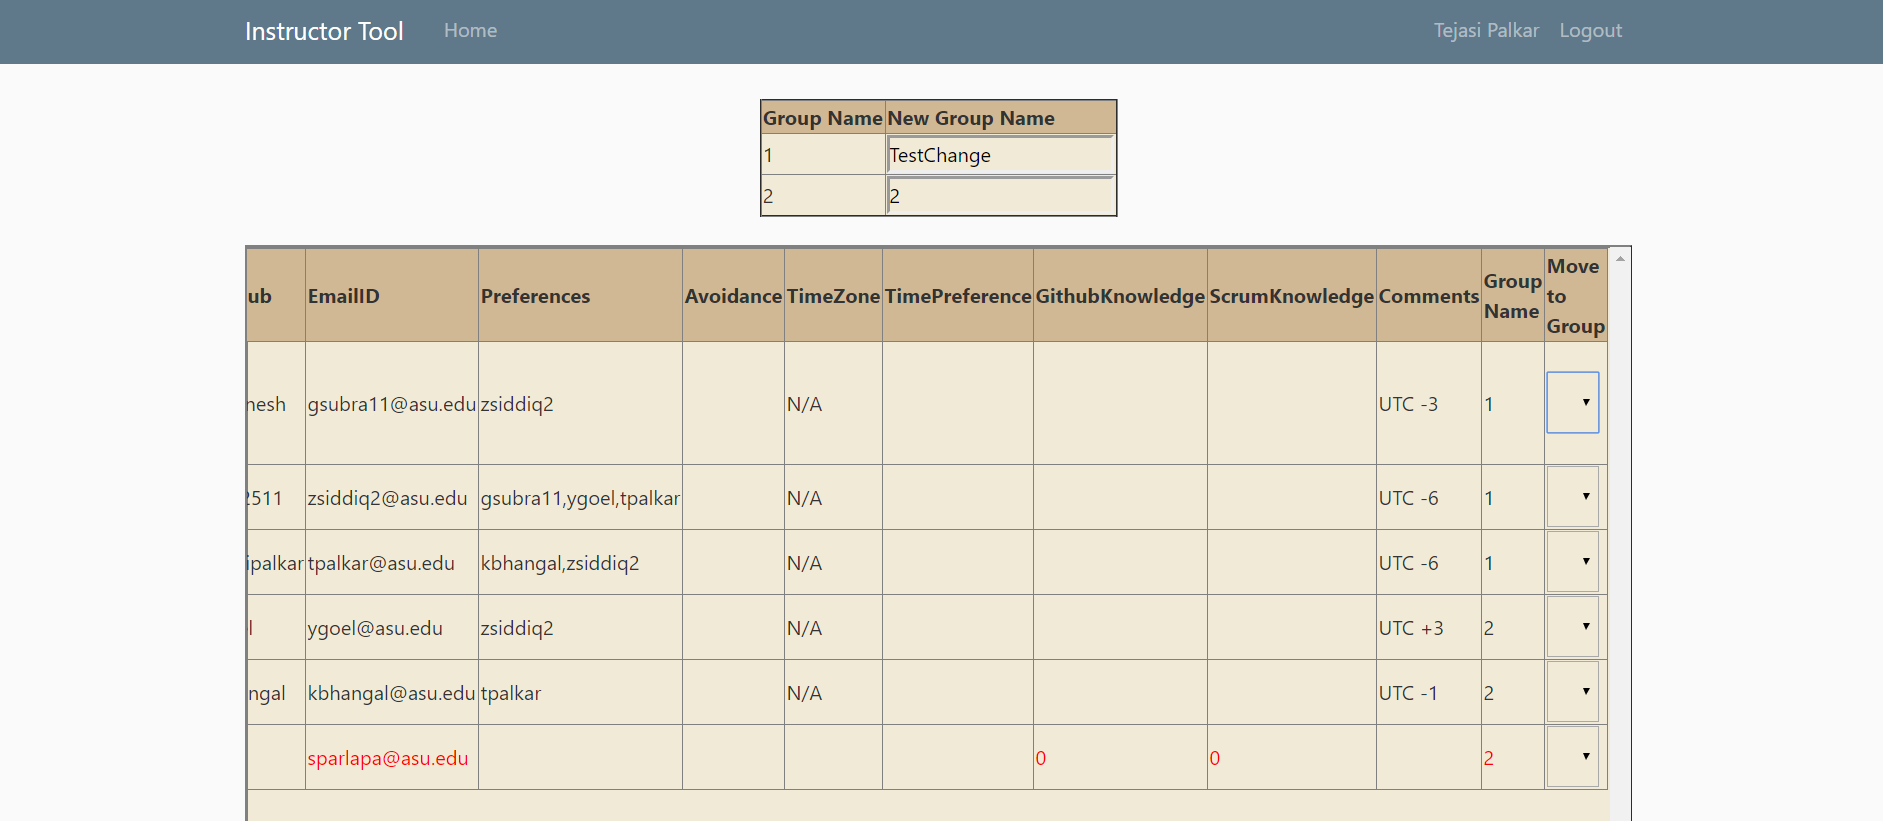 Instructor Tool Home Tejasi Palkar Logout
Group Name New Group Name
1 TestChange
2 2
ub EmailID Preferences Avoidance TimeZone TimePreference GithubKnowledge ScrumKnowledge Comments Group Name Move to Group
nesh gsubra11@asu.edu zsiddiq2 N/A UTC -3 1
2511 zsiddiq2@asu.edu gsubra11,ygoel,tpalkar N/A UTC -6 1
ipalkar tpalkar@asu.edu kbhangal,zsiddiq2 N/A UTC -6 1
l ygoel@asu.edu zsiddiq2 N/A UTC +3 2
ngal kbhangal@asu.edu tpalkar N/A UTC -1 2
sparlapa@asu.edu 0 0 2